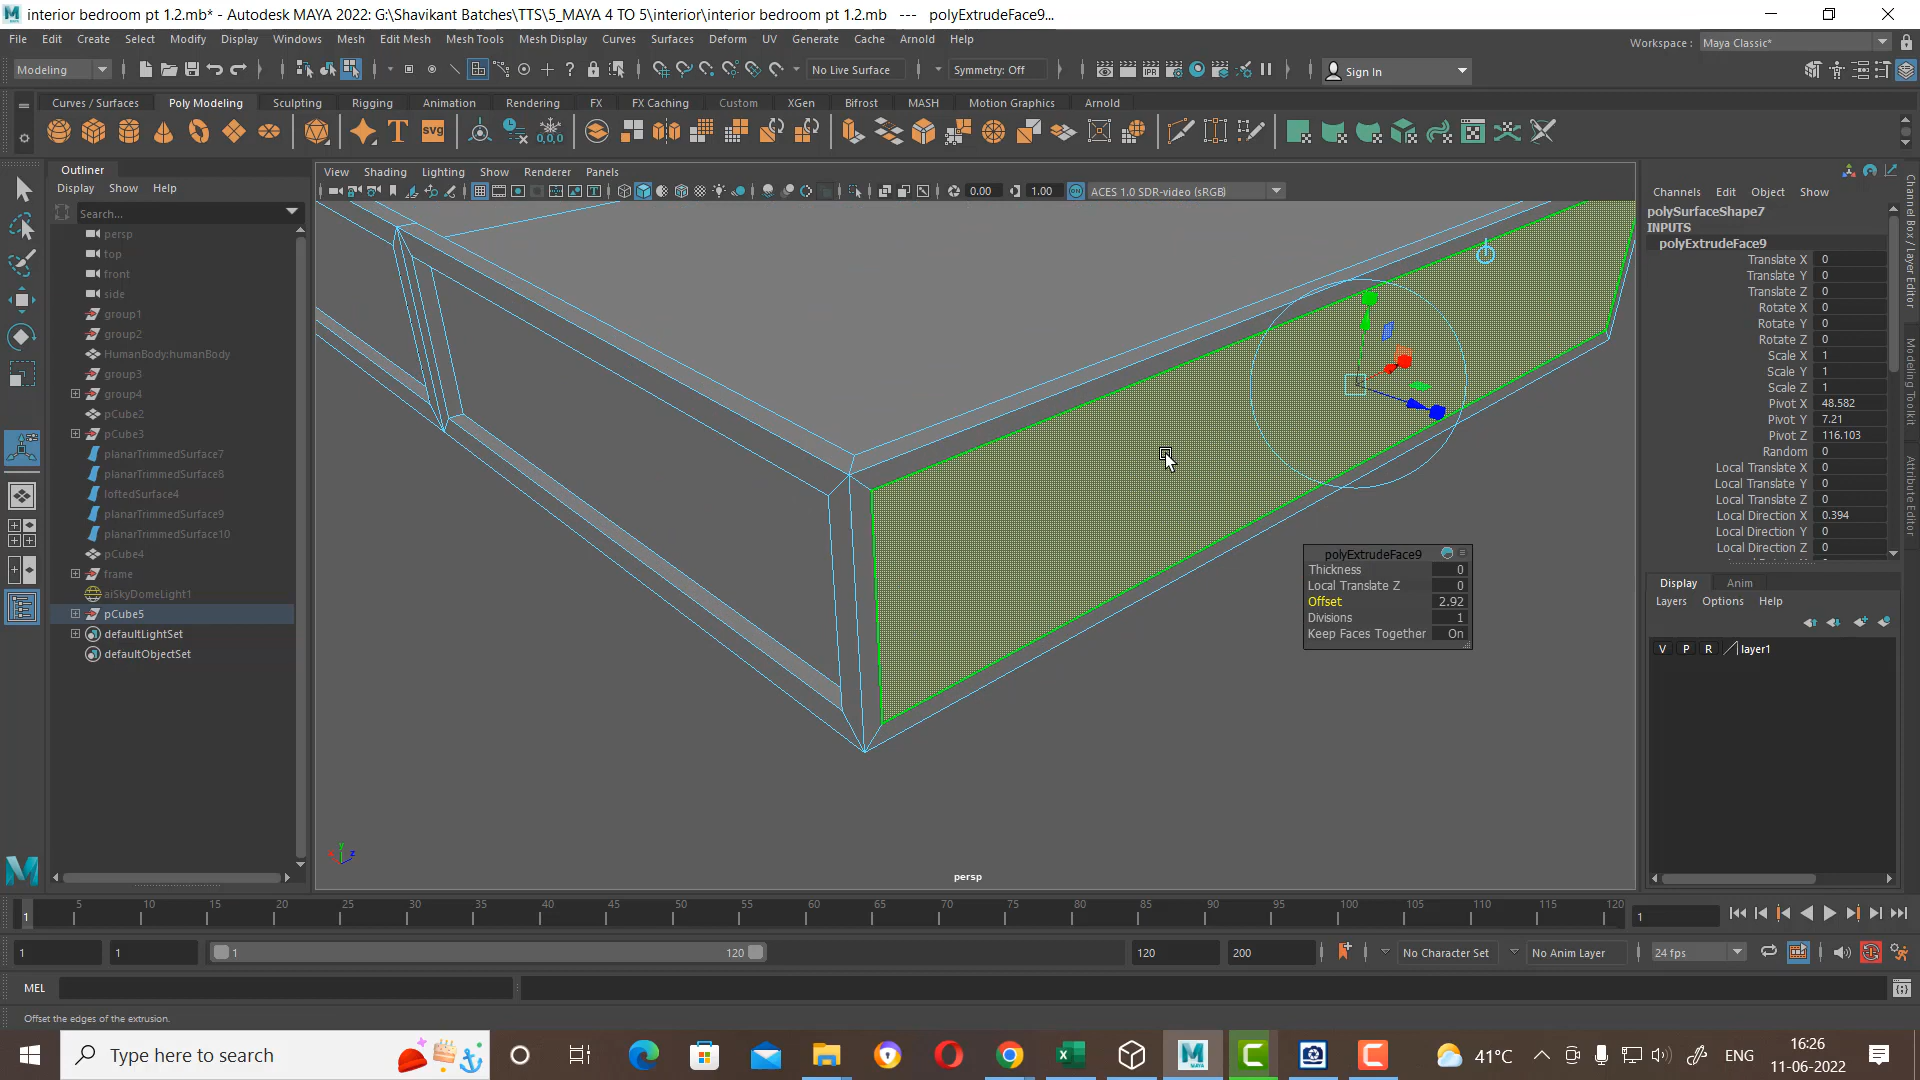 interior bedroom pt 1.2.mb* - Autodesk MAYA 2022: G:\Shavikant Batches\TTS\5_MAYA 4 TO 5\interior\interior bedroom pt 1.2.mb --- polyExtrudeFace9...
File Edit Create Select Modify Display Windows Mesh Edit Mesh Mesh Tools Mesh Display Curves Surfaces Deform UV Generate Cache Arnold Help
Workspace : Maya Classic*
Modeling No Live Surface Symmetry: Off Sign In
Curves / Surfaces Poly Modeling Sculpting Rigging Animation Rendering FX FX Caching Custom XGen Bifrost MASH Motion Graphics Arnold
SVG 0,0,0
Outliner
Display Show Help
Search...
persp
top
front
side
group1
group2
HumanBody:humanBody
group3
group4
pCube2
pCube3
planarTrimmedSurface7
planarTrimmedSurface8
loftedSurface4
planarTrimmedSurface9
planarTrimmedSurface10
pCube4
frame
aiSkyDomeLight1
pCube5
defaultLightSet
defaultObjectSet
View Shading Lighting Show Renderer Panels
0.00 1.00 ACES 1.0 SDR-video (sRGB)
polyExtrudeFace9
Thickness 0
Local Translate Z 0
Offset 2.92
Divisions 1
Keep Faces Together On
persp
Channels Edit Object Show
polySurfaceShape7
INPUTS
polyExtrudeFace9
Translate X 0
Translate Y 0
Translate Z 0
Rotate X 0
Rotate Y 0
Rotate Z 0
Scale X 1
Scale Y 1
Scale Z 1
Pivot X 48.582
Pivot Y 7.21
Pivot Z 116.103
Random 0
Local Translate X 0
Local Translate Y 0
Local Translate Z 0
Local Direction X 0.394
Local Direction Y 0
Local Direction Z 0
Display Anim
Layers Options Help
V P R layer1
Channel Box / Layer Editor
Modeling Toolkit
Attribute Editor
1 5 10 15 20 25 30 35 40 45 50 55 60 65 70 75 80 85 90 95 100 105 110 115 120 1
1 1 1 120 120 200 No Character Set No Anim Layer 24 fps
MEL
Offset the edges of the extrusion.
Type here to search
41°C ENG
16:26
11-06-2022